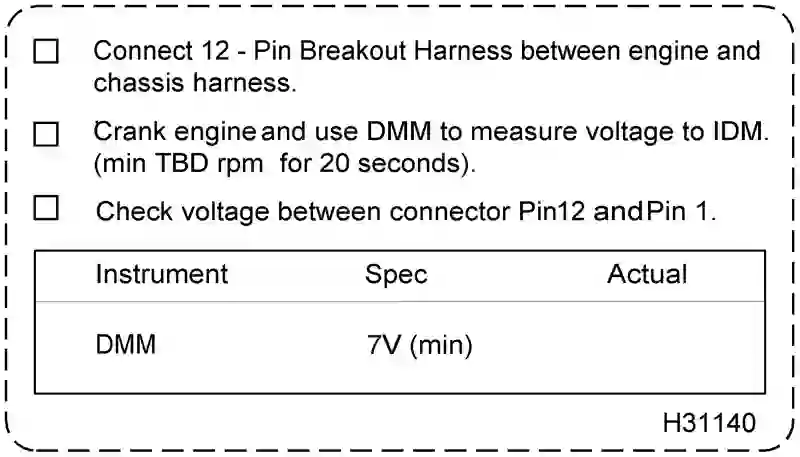 Connect 12 - Pin Breakout Harness between engine and
chassis harness.
Crank engine and use DMM to measure voltage to IDM.
(min TBD rpm for 20 seconds).
Check voltage between connector Pin12 and Pin 1.
Instrument Spec Actual
DMM 7V (min)
H31140